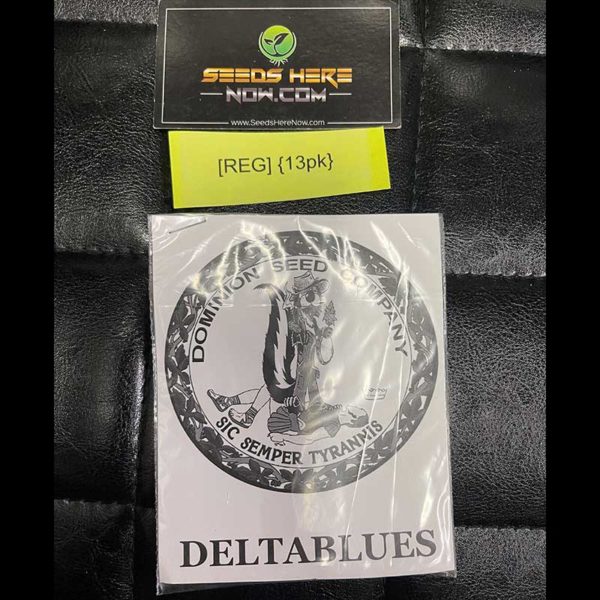 SEEDS HERE
NOW.COM
www.SeedsHereNow.com
[REG] {13pk}
DOMINION SEED COMPANY
SIC SEMPER TYRANNIS
DELTABLUES